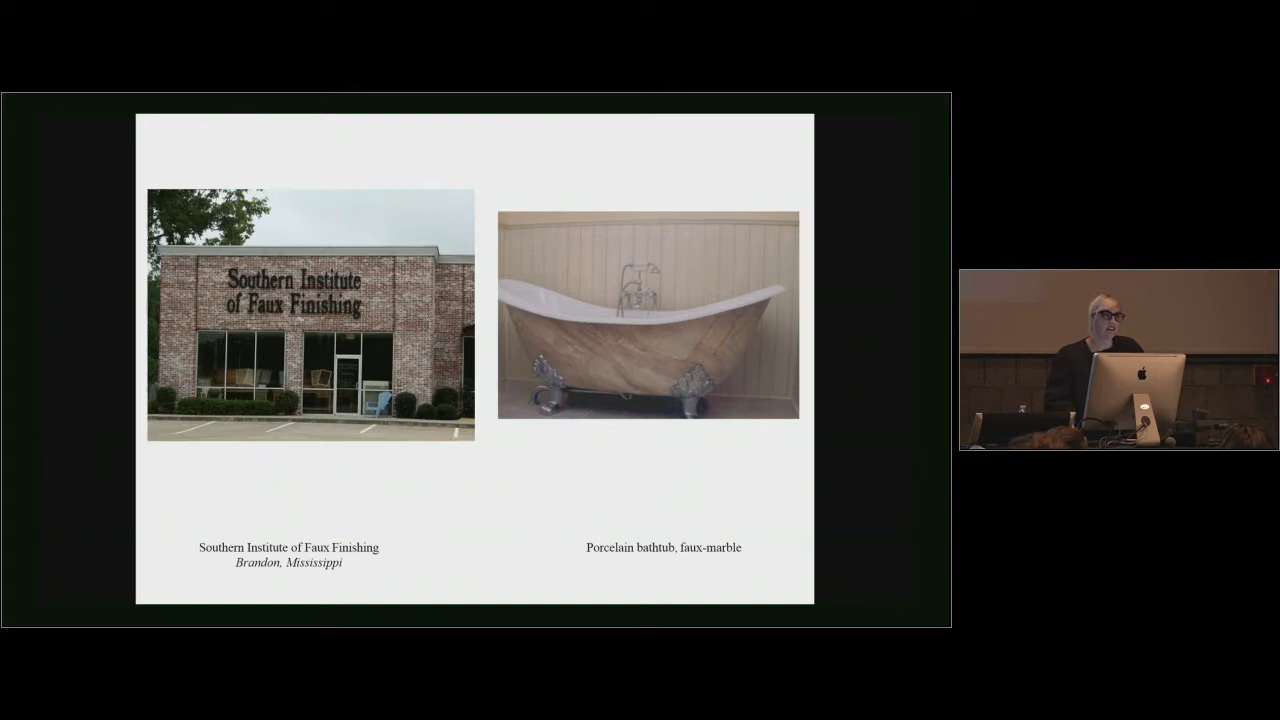 Southern Institute
of Faux Finishing
Southern Institute of Faux Finishing
Brandon, Mississippi
Porcelain bathtub, faux-marble